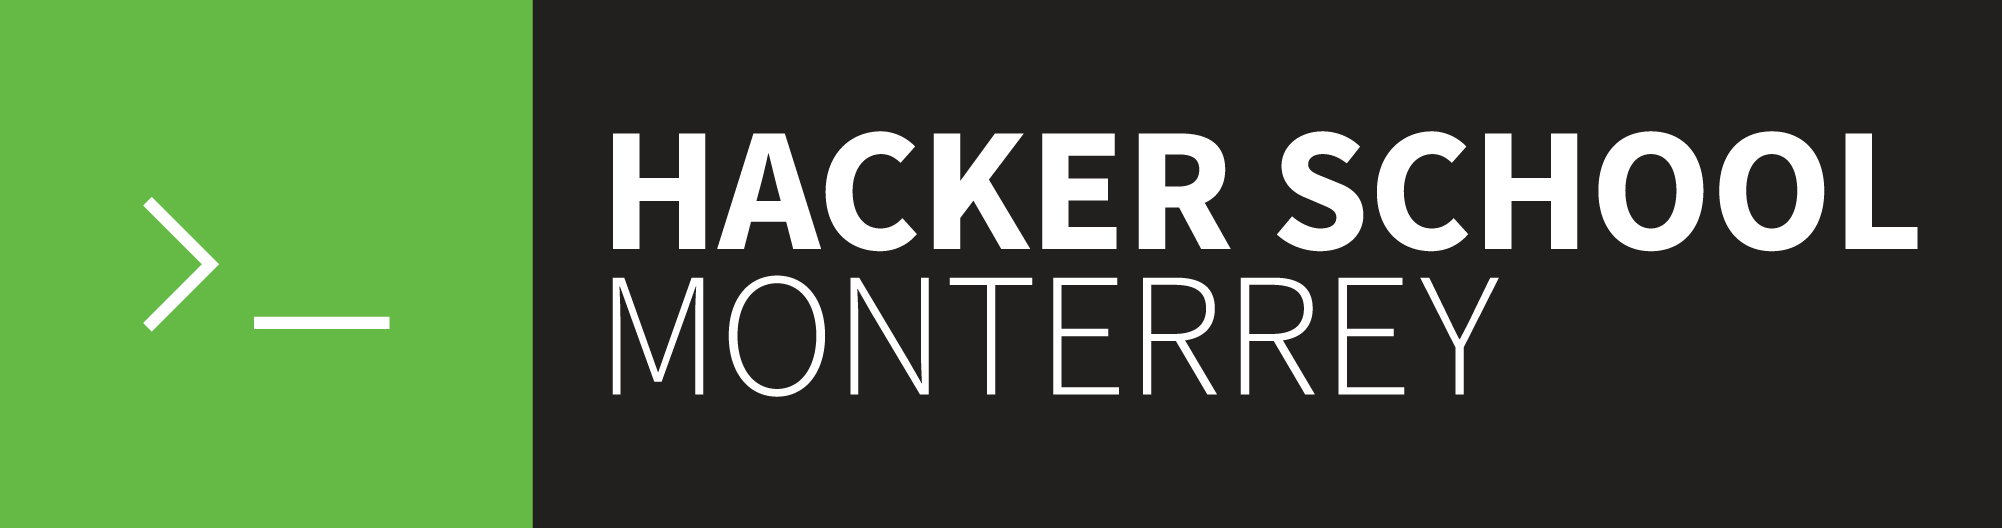 >_
HACKER SCHOOL
MONTERREY